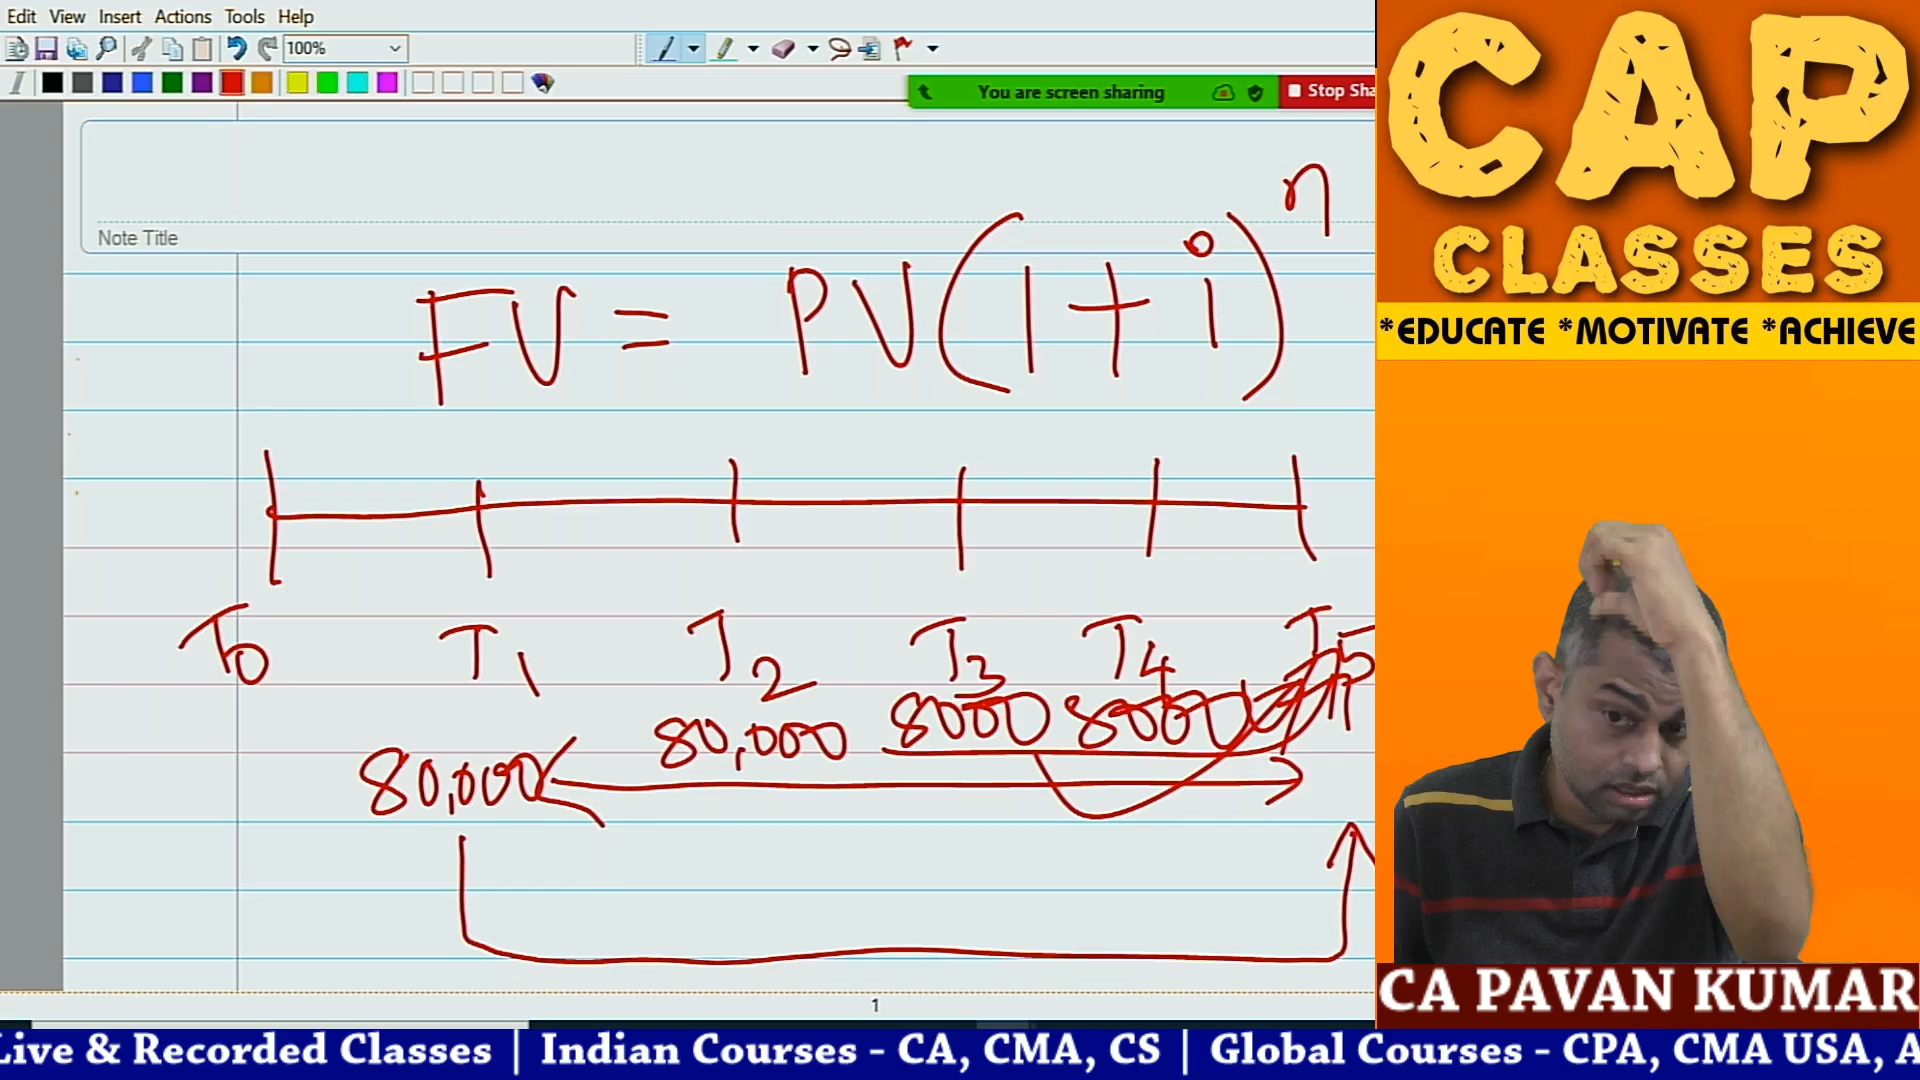 Edit View Insert Actions Tools Help
100%
You are screen sharing
Stop Sha
Note Title
FV = PV(1+i)^n
T0 T1 T2 T3 T4 T5
80,000 80,000 8000 80000
1
CAP
CLASSES
*EDUCATE *MOTIVATE *ACHIEVE
CA PAVAN KUMAR
Live & Recorded Classes | Indian Courses - CA, CMA, CS | Global Courses - CPA, CMA USA, A